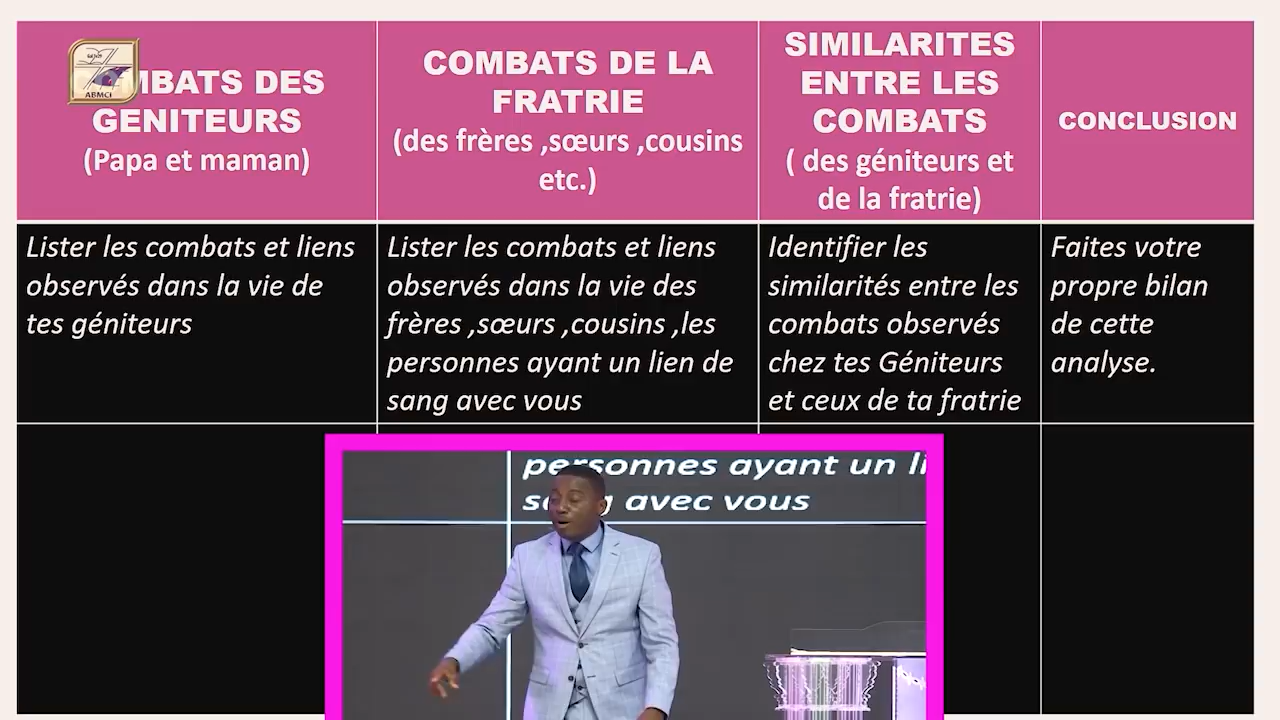 MBATS DES
GENITEURS
(Papa et maman)
COMBATS DE LA
FRATRIE
(des frères ,sœurs ,cousins
etc.)
SIMILARITES
ENTRE LES
COMBATS
( des géniteurs et
de la fratrie)
CONCLUSION
ABMCI
Lister les combats et liens
observés dans la vie de
tes géniteurs
Lister les combats et liens
observés dans la vie des
frères ,sœurs ,cousins ,les
personnes ayant un lien de
sang avec vous
Identifier les
similarités entre les
combats observés
chez tes Géniteurs
et ceux de ta fratrie
Faites votre
propre bilan
de cette
analyse.
personnes ayant un li
avec vous